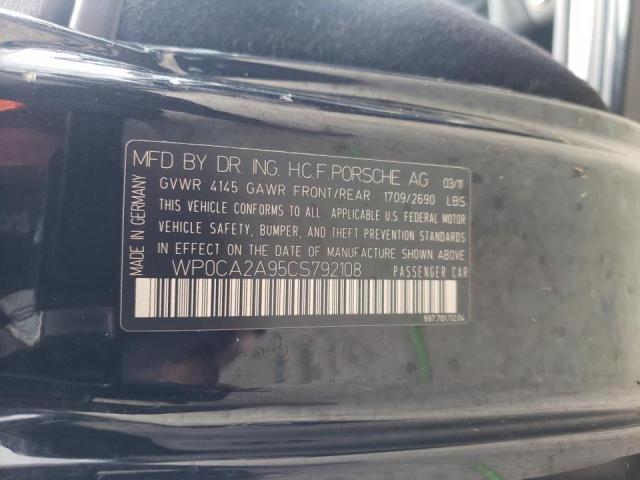 MFD BY DR. ING. H.C.F. PORSCHE AG 03/11
GVWR 4145 GAWR FRONT/REAR 1709/2690 LBS
THIS VEHICLE CONFORMS TO ALL APPLICABLE U.S. FEDERAL MOTOR
VEHICLE SAFETY, BUMPER, AND THEFT PREVENTION STANDARDS
IN EFFECT ON THE DATE OF MANUFACTURE SHOWN ABOVE
WP0CA2A95CS792108 PASSENGER CAR
997.701.112.04
MADE IN GERMANY